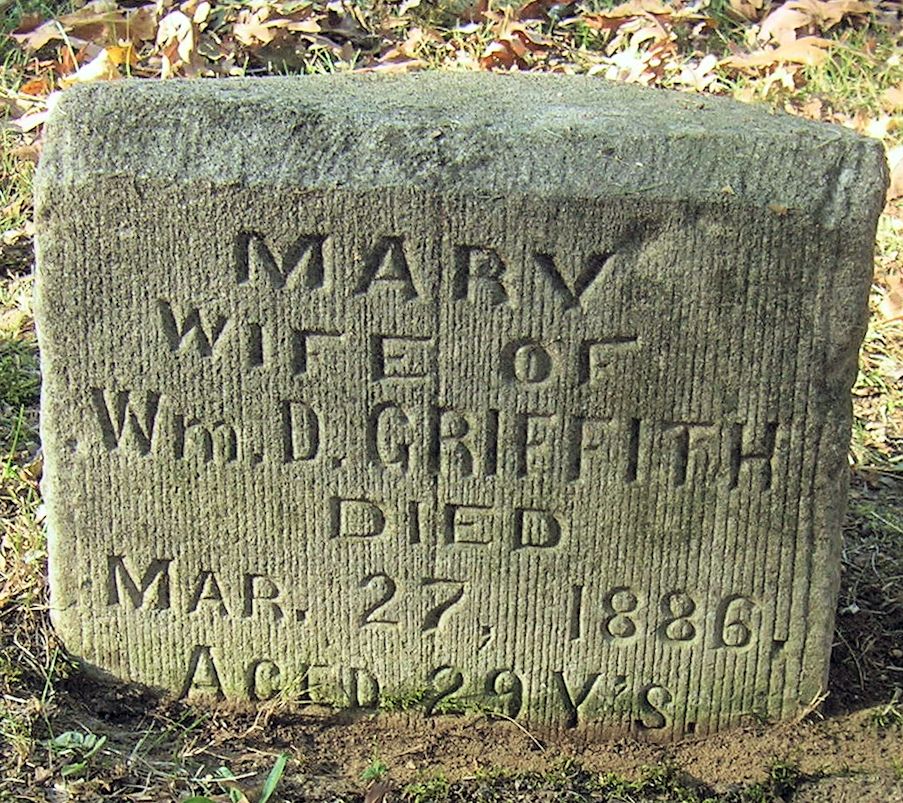 MARY
WIFE OF
Wm. D. GRIFFITH
DIED
MAR. 27, 1886.
AGED 29 Y's.